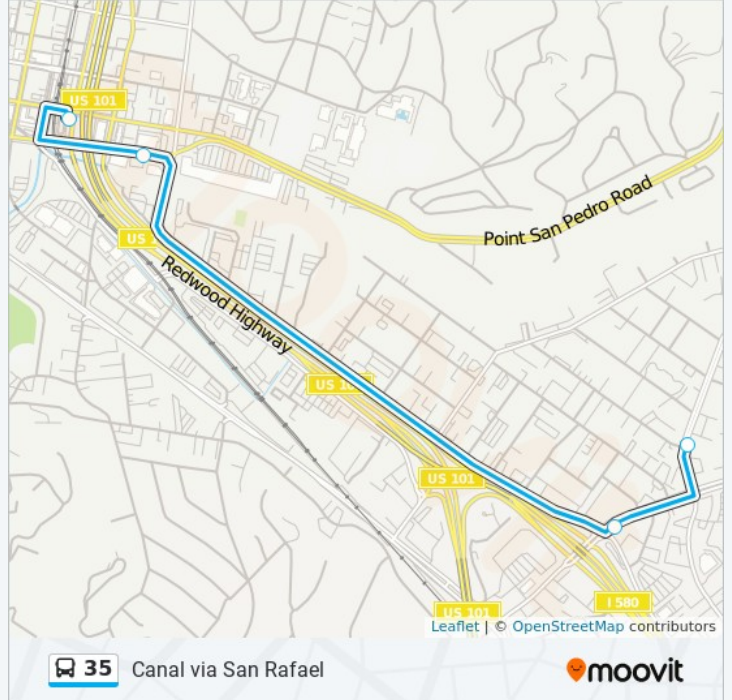 US 101
Point San Pedro Road
US 1
Redwood Highway
US 101
US 101
I 580
US 101
Leaflet | © OpenStreetMap contributors
35 Canal via San Rafael
moovit